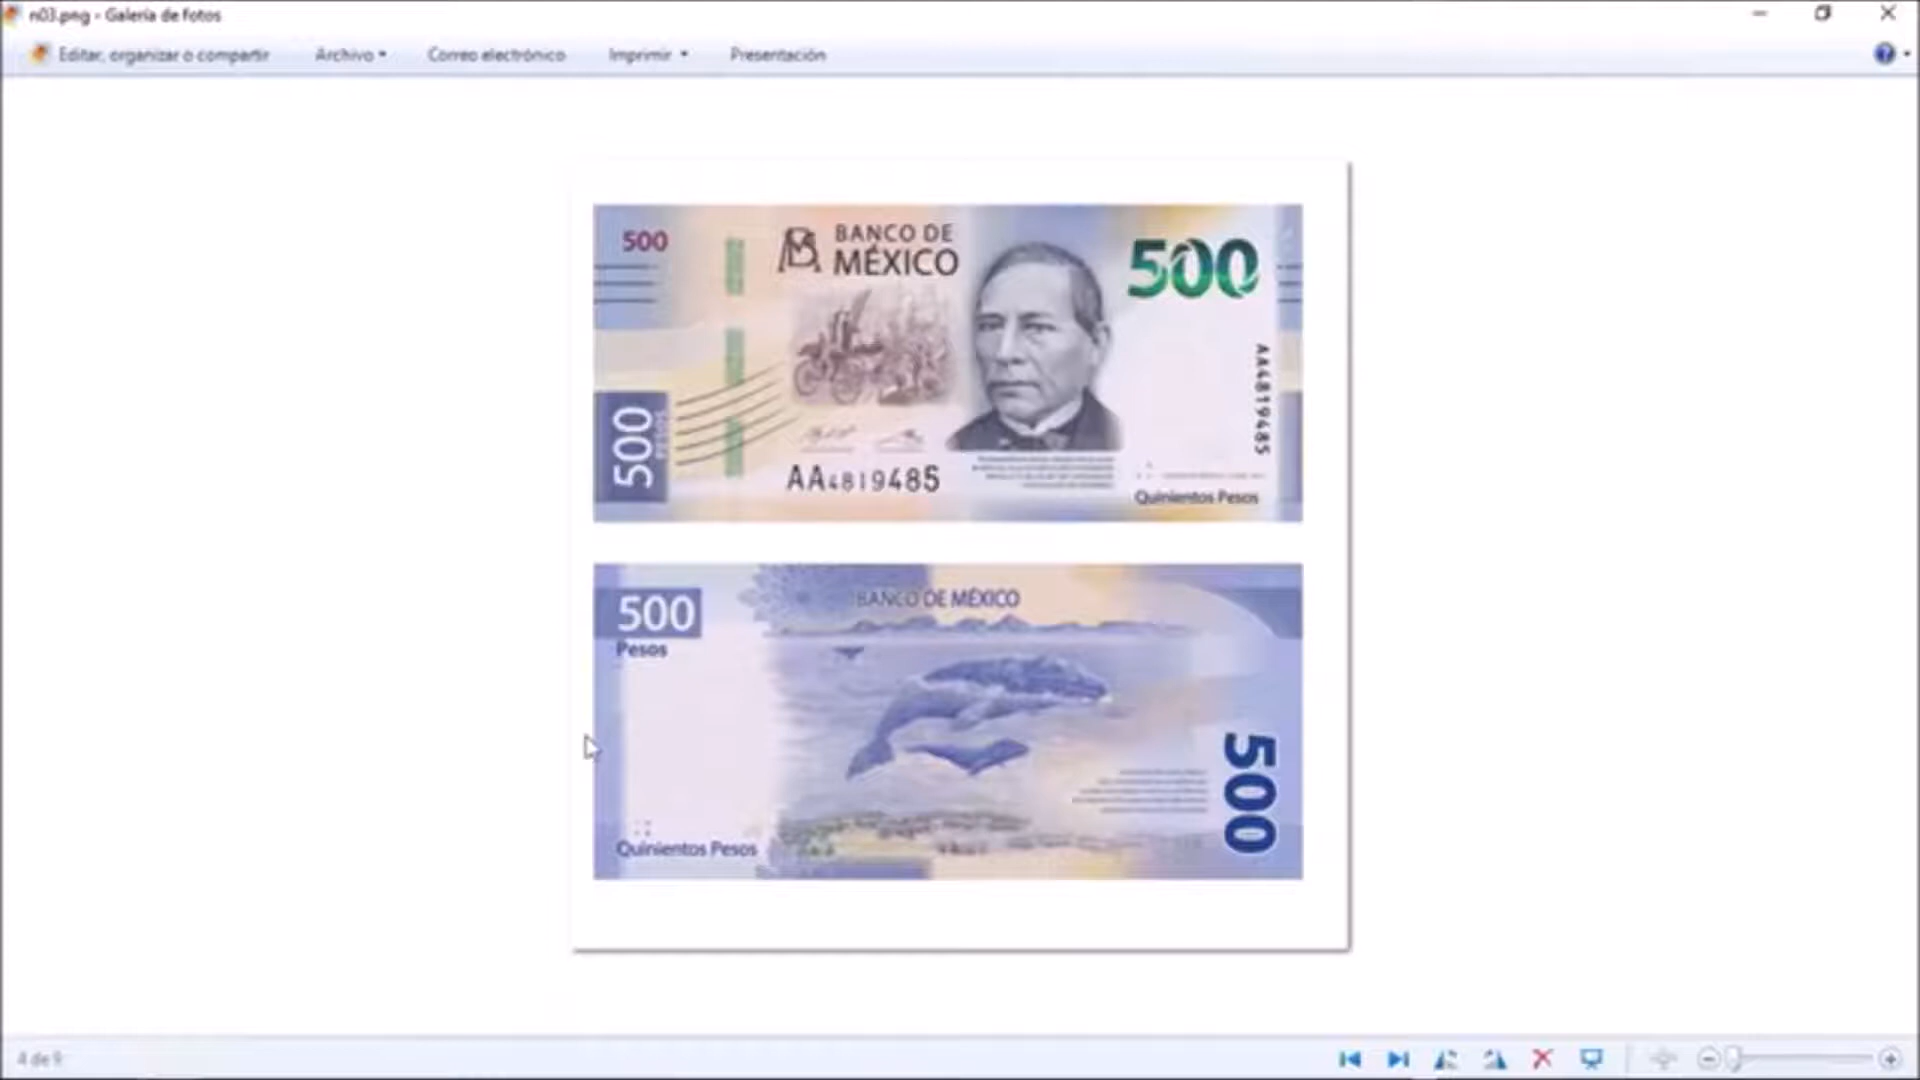 n03.png - Galería de fotos
Editar, organizar o compartir
Archivo
Correo electrónico
Imprimir
Presentación
500
BANCO DE
MÉXICO
500
AA4819485
500
PESOS
AA4819485
Quinientos Pesos
500
Pesos
BANCO DE MÉXICO
500
Quinientos Pesos
4 de 9